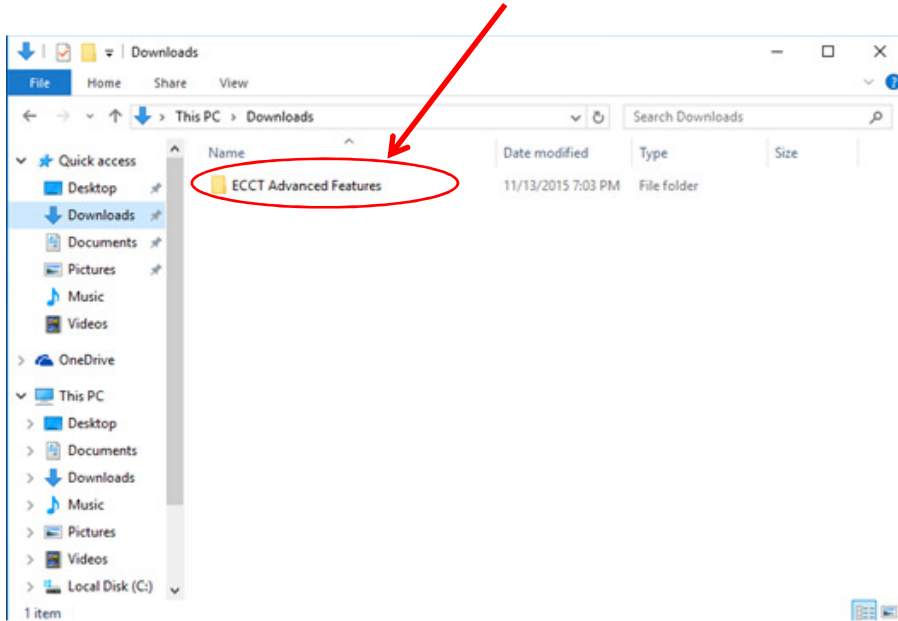 Downloads
File Home Share View
This PC > Downloads
Search Downloads
Name Date modified Type Size
ECCT Advanced Features 11/13/2015 7:03 PM File folder
Quick access
Desktop
Downloads
Documents
Pictures
Music
Videos
OneDrive
This PC
Desktop
Documents
Downloads
Music
Pictures
Videos
Local Disk (C:)
1 item